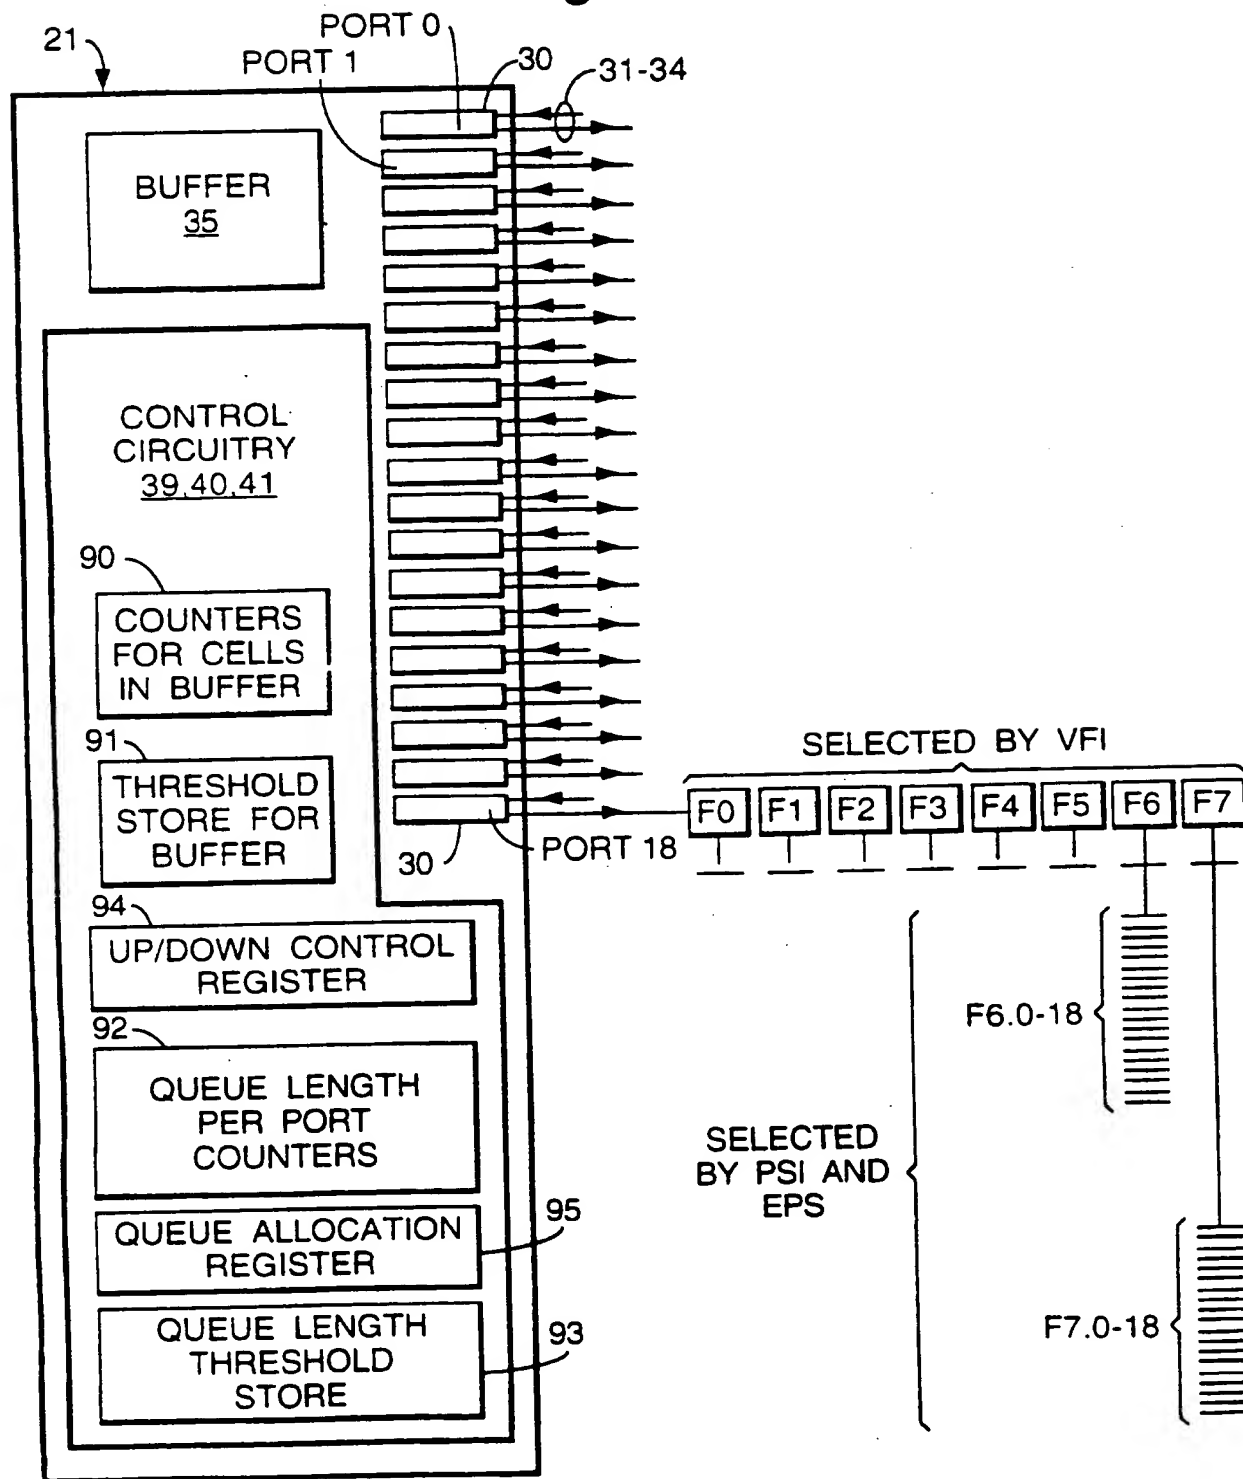 PORT 0
21
PORT 1
30
31-34
BUFFER
35
CONTROL
CIRCUITRY
39,40,41
90
COUNTERS
FOR CELLS
IN BUFFER
91
THRESHOLD
STORE FOR
BUFFER
30
PORT 18
SELECTED BY VFI
F0 F1 F2 F3 F4 F5 F6 F7
94
UP/DOWN CONTROL
REGISTER
92
QUEUE LENGTH
PER PORT
COUNTERS
95
QUEUE ALLOCATION
REGISTER
93
QUEUE LENGTH
THRESHOLD
STORE
F6.0-18
SELECTED
BY PSI AND
EPS
F7.0-18